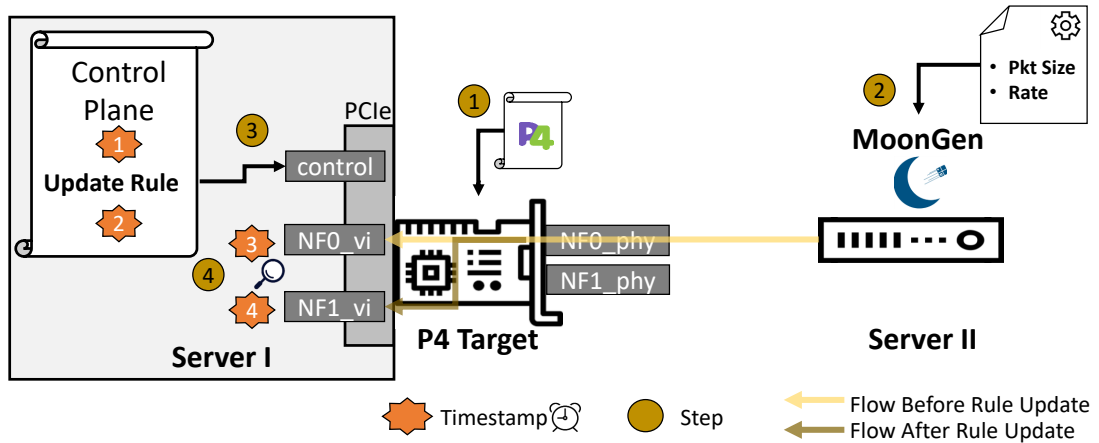 Control
Plane
1
Update Rule
2
3
PCIe
control
NF0_vi
3
4
NF1_vi
4
Server I
1
P4
NF0_phy
NF1_phy
P4 Target
• Pkt Size
• Rate
2
MoonGen
Server II
Timestamp
Step
Flow Before Rule Update
Flow After Rule Update